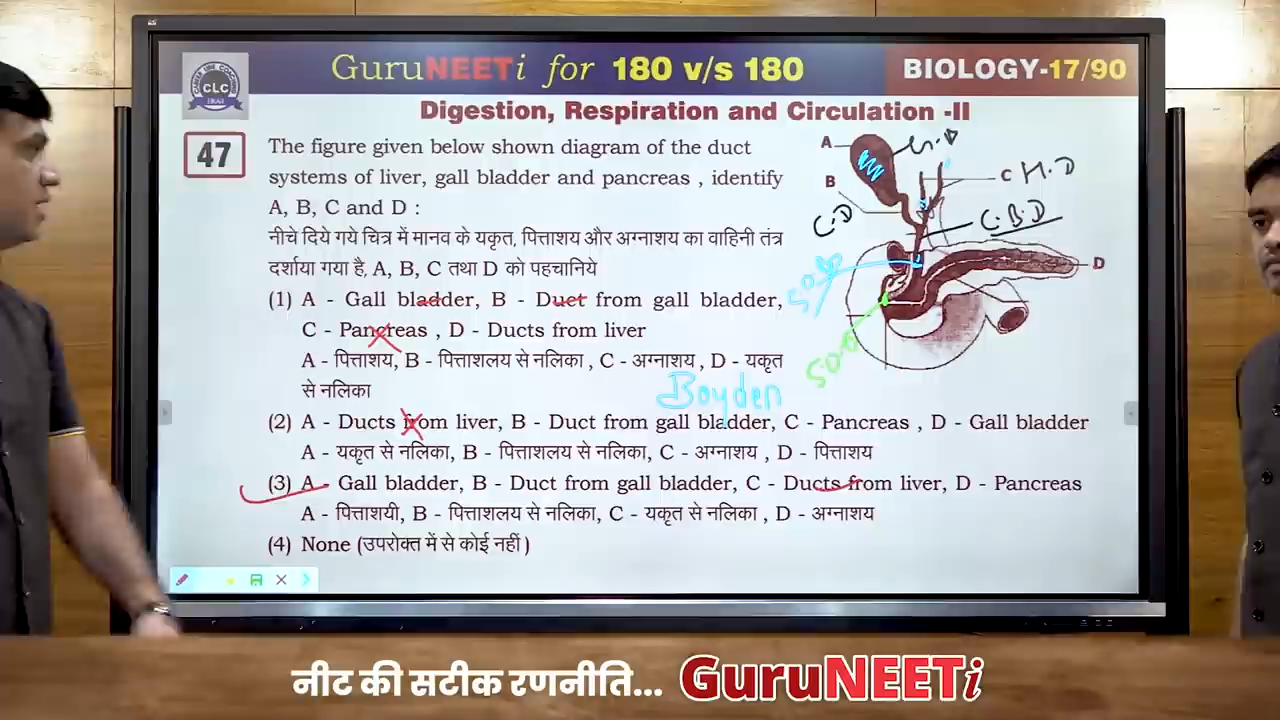 GuruNEETi for 180 v/s 180
BIOLOGY-17/90
CLC
Digestion, Respiration and Circulation -II
47
The figure given below shown diagram of the duct
systems of liver, gall bladder and pancreas , identify
A, B, C and D :
नीचे दिये गये चित्र में मानव के यकृत, पित्ताशय और अग्नाशय का वाहिनी तंत्र
दर्शाया गया है, A, B, C तथा D को पहचानिये
A
G.B
B
C.D
C H.D
C.B.D
D
(1) A - Gall bladder, B - Duct from gall bladder,
C - Pancreas , D - Ducts from liver
A - पित्ताशय, B - पित्ताशलय से नलिका , C - अग्नाशय , D - यकृत
से नलिका
Boyden
(2) A - Ducts from liver, B - Duct from gall bladder, C - Pancreas , D - Gall bladder
A - यकृत से नलिका, B - पित्ताशलय से नलिका, C - अग्नाशय , D - पित्ताशय
(3) A - Gall bladder, B - Duct from gall bladder, C - Ducts from liver, D - Pancreas
A - पित्ताशयी, B - पित्ताशलय से नलिका, C - यकृत से नलिका , D - अग्नाशय
(4) None (उपरोक्त में से कोई नहीं )
नीट की सटीक रणनीति... GuruNEETi